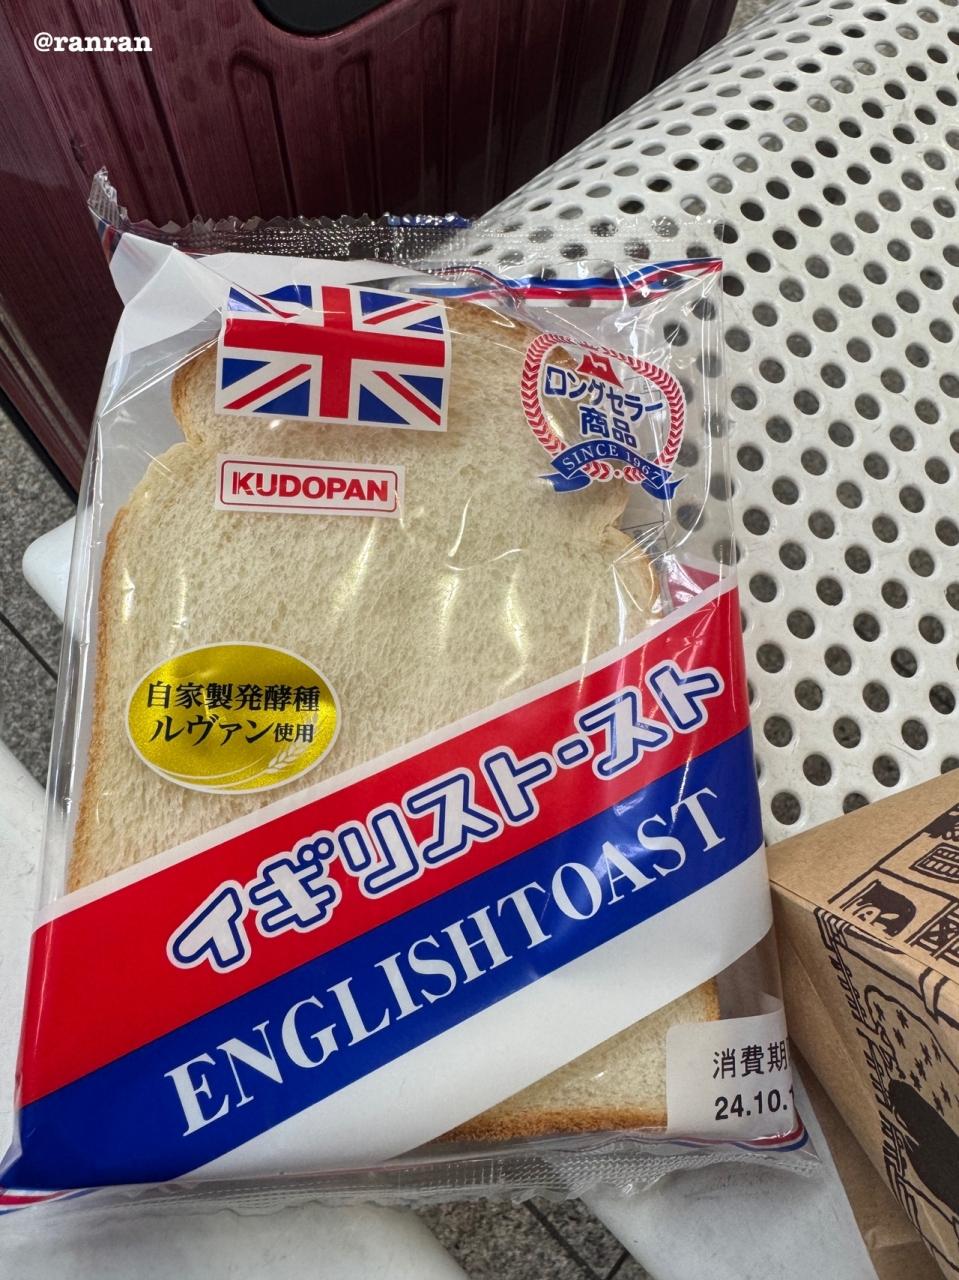 @ranran
ロングセラー
商品
SINCE 1967
KUDOPAN
自家製発酵種
ルヴァン使用
イギリストースト
ENGLISHTOAST
消費期
24.10.